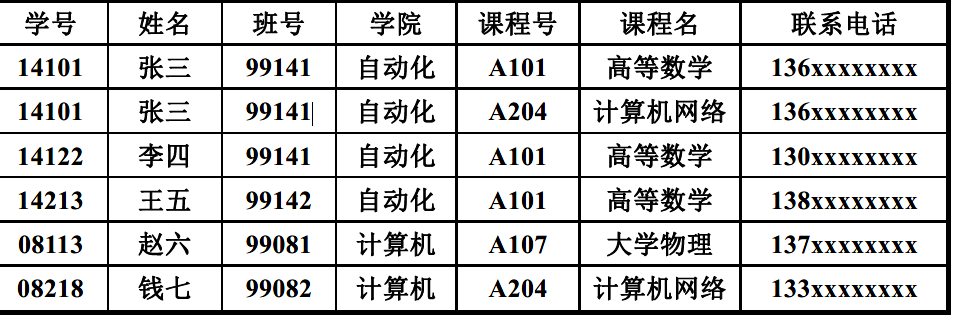 学号 姓名 班号 学院 课程号 课程名 联系电话
14101 张三 99141 自动化 A101 高等数学 136xxxxxxxx
14101 张三 99141 自动化 A204 计算机网络 136xxxxxxxx
14122 李四 99141 自动化 A101 高等数学 130xxxxxxxx
14213 王五 99142 自动化 A101 高等数学 138xxxxxxxx
08113 赵六 99081 计算机 A107 大学物理 137xxxxxxxx
08218 钱七 99082 计算机 A204 计算机网络 133xxxxxxxx